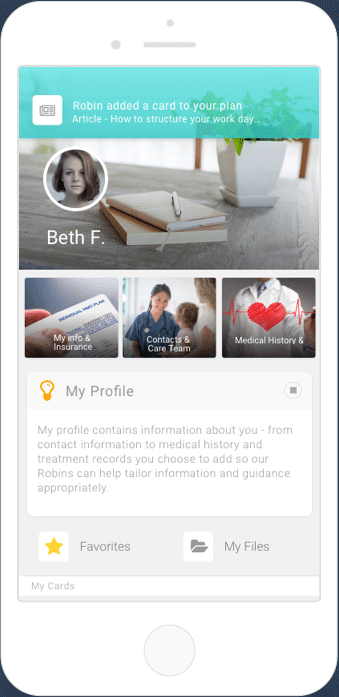 Robin added a card to your plan
Article - How to structure your work day...
Beth F.
INDIVIDUAL HMO PLAN
My info &
Insurance
Contacts &
Care Team
Medical History &
My Profile
My profile contains information about you - from
contact information to medical history and
treatment records you choose to add so our
Robins can help tailor information and guidance
appropriately.
Favorites
My Files
My Cards